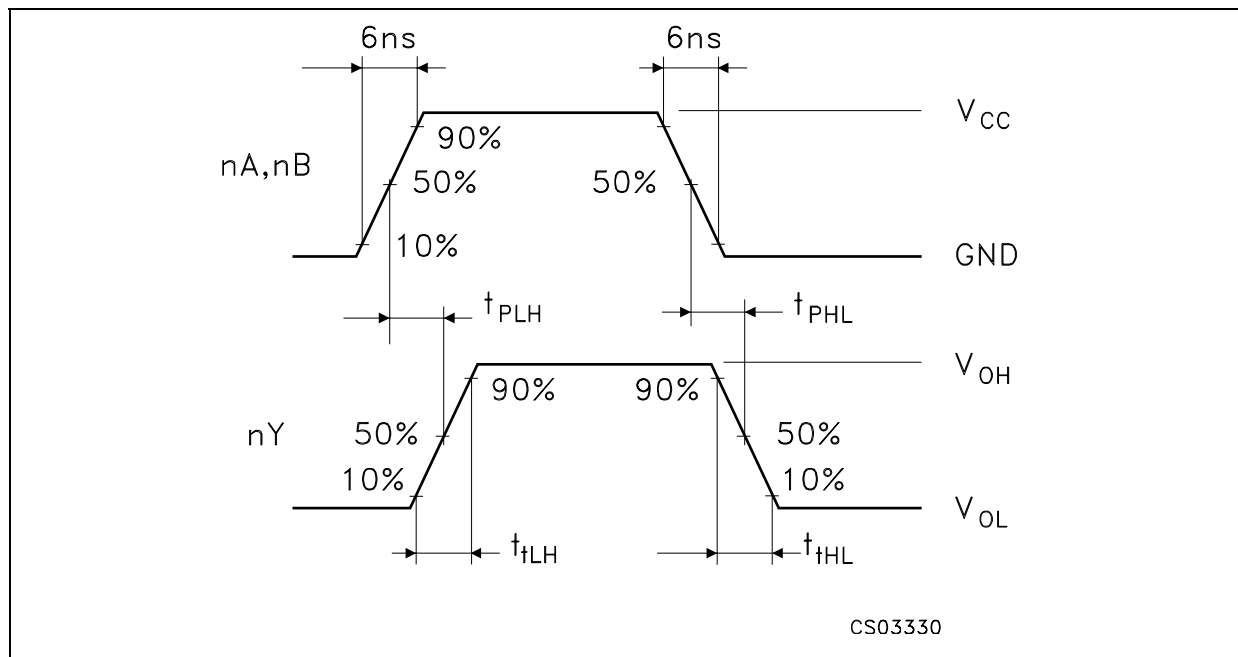 6ns 6ns
V_CC
90%
nA,nB 50% 50%
10% GND
t_PLH t_PHL
V_OH
90% 90%
nY 50% 50%
10% 10%
V_OL
t_tLH t_tHL
CS03330